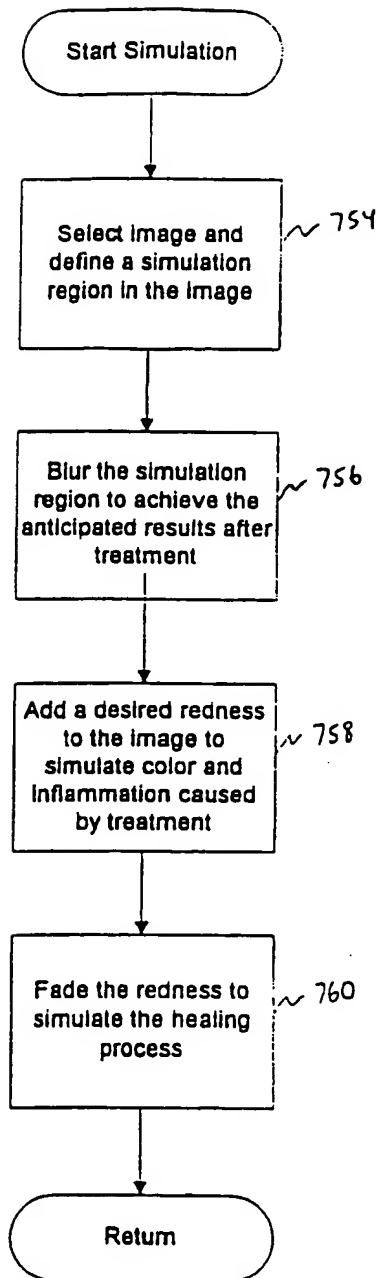 Start Simulation
Select image and
define a simulation
region in the image
754
Blur the simulation
region to achieve the
anticipated results after
treatment
756
Add a desired redness
to the image to
simulate color and
inflammation caused
by treatment
758
Fade the redness to
simulate the healing
process
760
Return